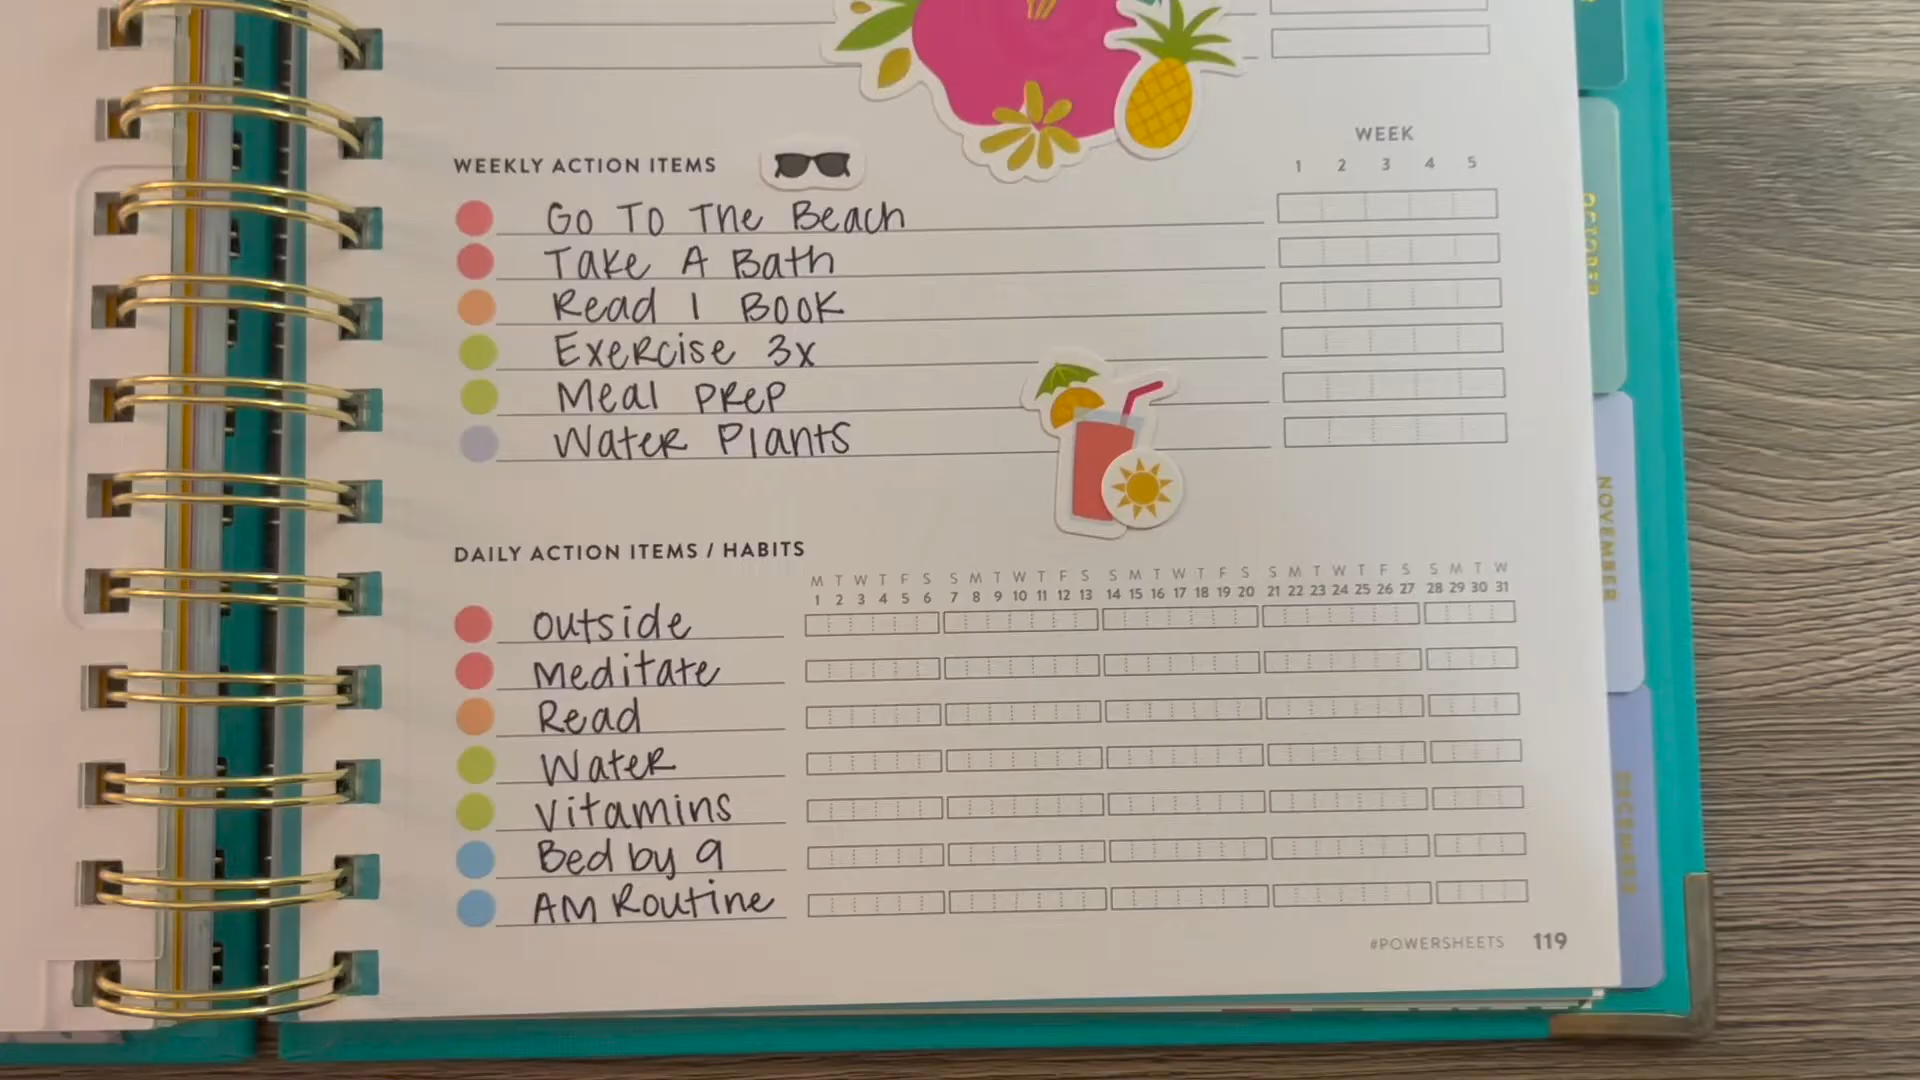 WEEK
WEEKLY ACTION ITEMS 1 2 3 4 5
Go To The Beach
Take A Bath
Read 1 Book
Exercise 3x
Meal Prep
Water Plants
DAILY ACTION ITEMS / HABITS
M T W T F S S M T W T F S S M T W T F S S M T W T F S S M T W
1 2 3 4 5 6 7 8 9 10 11 12 13 14 15 16 17 18 19 20 21 22 23 24 25 26 27 28 29 30 31
Outside
Meditate
Read
Water
Vitamins
Bed by 9
AM Routine
#POWERSHEETS 119
OCTOBER
NOVEMBER
DECEMBER